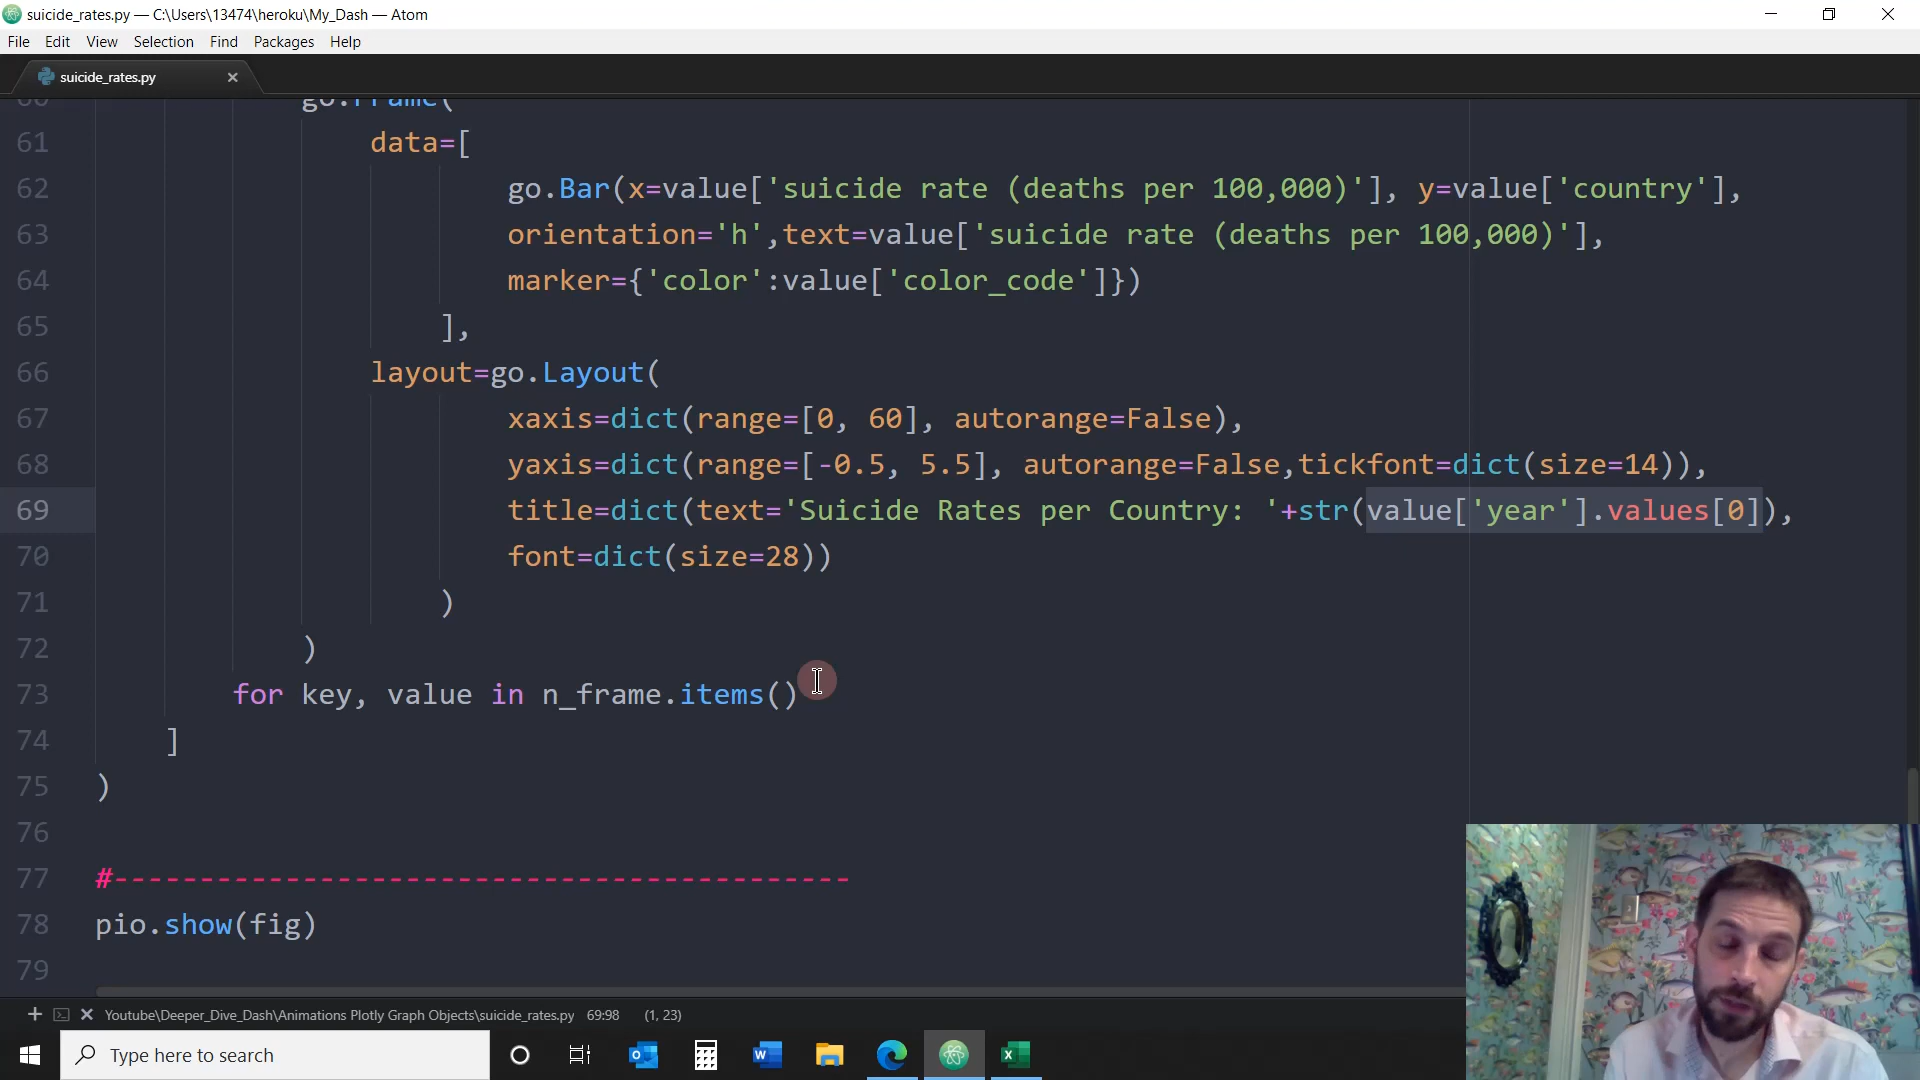 suicide_rates.py — C:\Users\13474\heroku\My_Dash — Atom
File Edit View Selection Find Packages Help
suicide_rates.py
60 go.Frame(
61 data=[
62 go.Bar(x=value['suicide rate (deaths per 100,000)'], y=value['country'],
63 orientation='h',text=value['suicide rate (deaths per 100,000)'],
64 marker={'color':value['color_code']})
65 ],
66 layout=go.Layout(
67 xaxis=dict(range=[0, 60], autorange=False),
68 yaxis=dict(range=[-0.5, 5.5], autorange=False,tickfont=dict(size=14)),
69 title=dict(text='Suicide Rates per Country: '+str(value['year'].values[0]),
70 font=dict(size=28))
71 )
72 )
73 for key, value in n_frame.items()
74 ]
75 )
76
77 #-------------------------------------------
78 pio.show(fig)
79
Youtube\Deeper_Dive_Dash\Animations Plotly Graph Objects\suicide_rates.py 69:98 (1, 23)
Type here to search